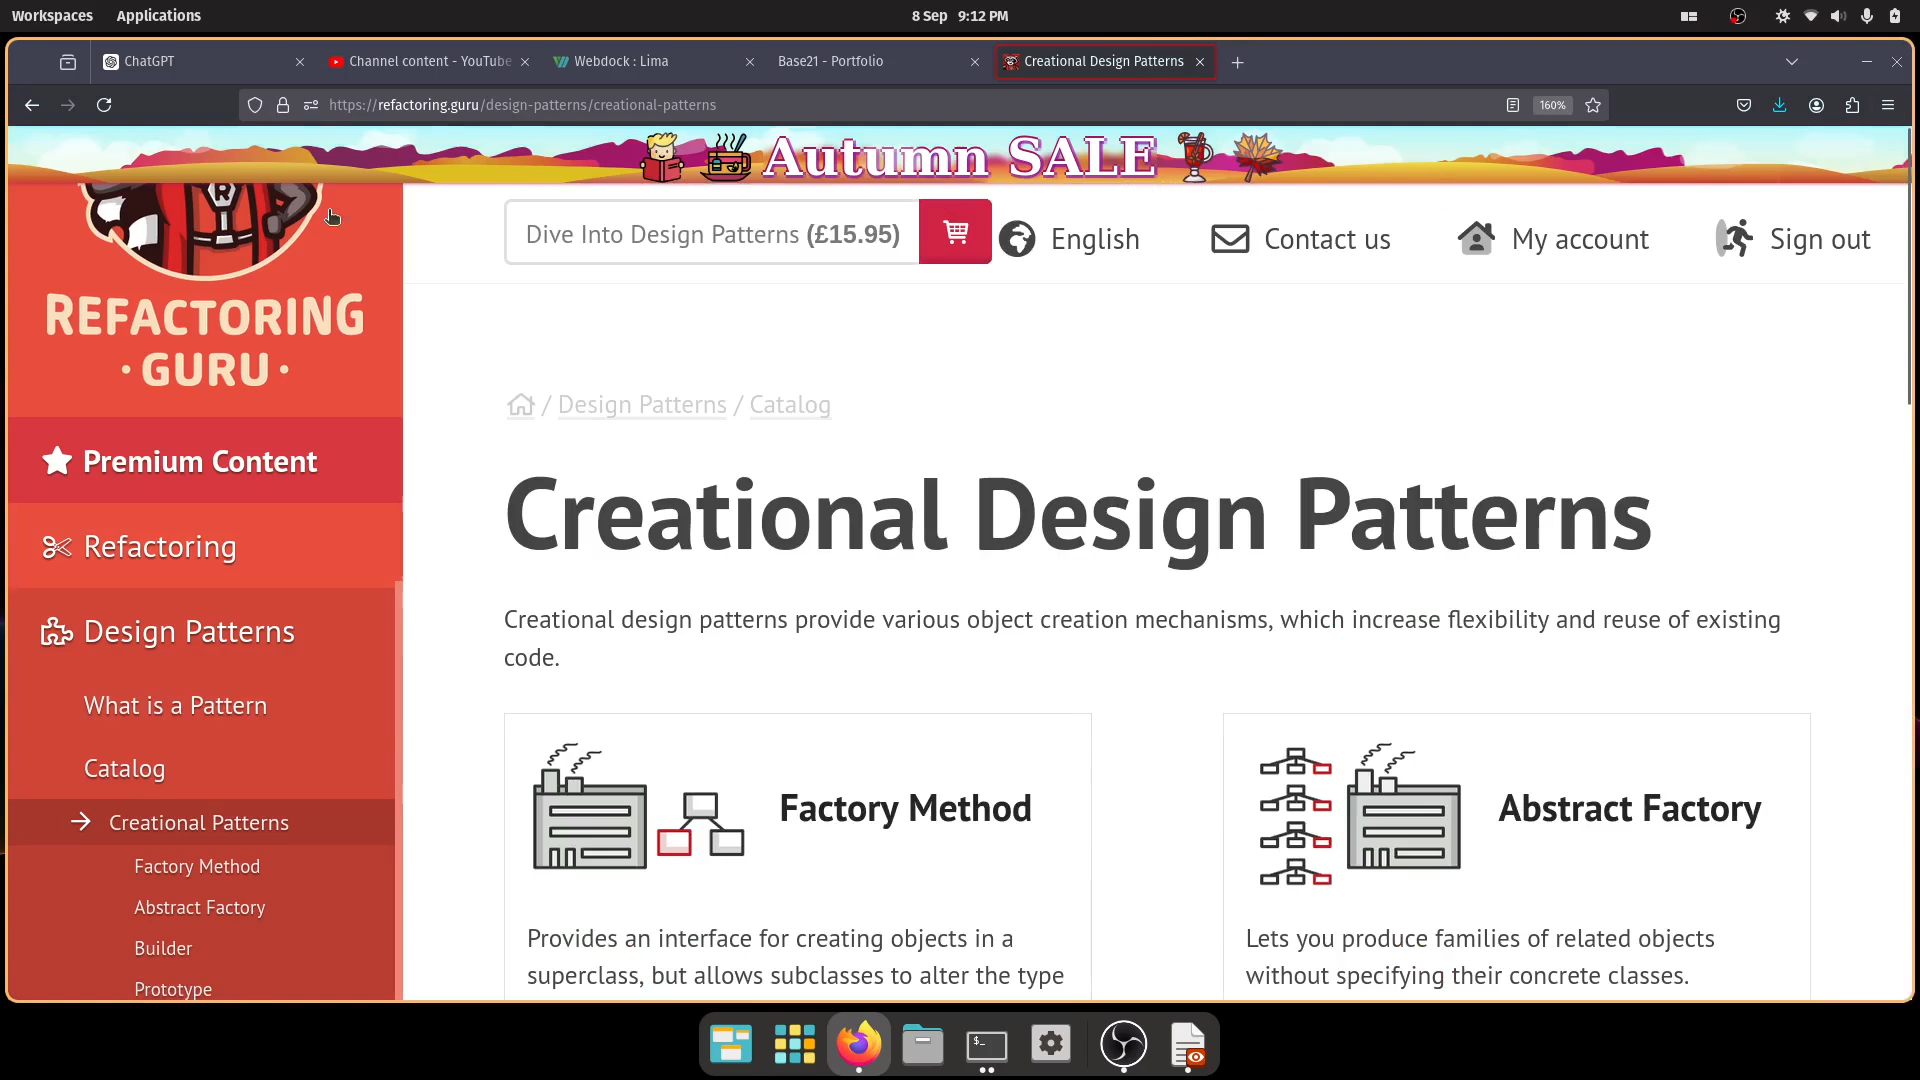 Workspaces Applications 8 Sep 9:12 PM
ChatGPT Channel content - YouTube Webdock : Lima Base21 - Portfolio Creational Design Patterns
https://refactoring.guru/design-patterns/creational-patterns 160%
Autumn SALE
R
REFACTORING
· GURU ·
Premium Content
Refactoring
Design Patterns
What is a Pattern
Catalog
Creational Patterns
Factory Method
Abstract Factory
Builder
Prototype
Dive Into Design Patterns (£15.95) English Contact us My account Sign out
/ Design Patterns / Catalog
Creational Design Patterns
Creational design patterns provide various object creation mechanisms, which increase flexibility and reuse of existing
code.
Factory Method
Provides an interface for creating objects in a
superclass, but allows subclasses to alter the type
Abstract Factory
Lets you produce families of related objects
without specifying their concrete classes.
$_